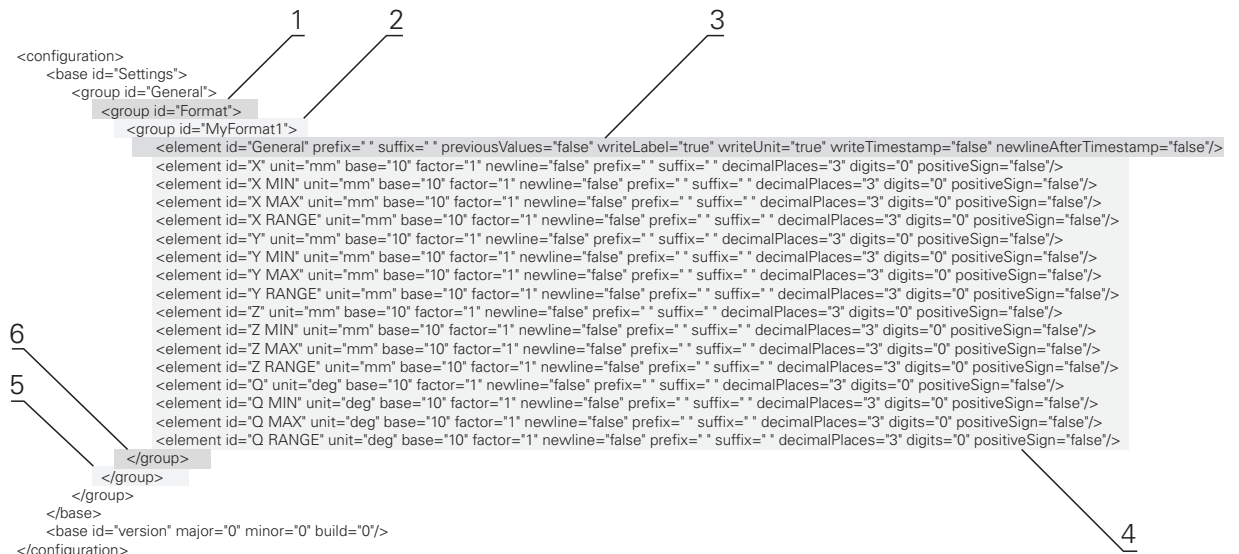 1 2 3
<configuration>
<base id="Settings">
<group id="General">
<group id="Format">
<group id="MyFormat1">
<element id="General" prefix=" " suffix=" " previousValues="false" writeLabel="true" writeUnit="true" writeTimestamp="false" newlineAfterTimestamp="false"/>
<element id="X" unit="mm" base="10" factor="1" newline="false" prefix=" " suffix=" " decimalPlaces="3" digits="0" positiveSign="false"/>
<element id="X MIN" unit="mm" base="10" factor="1" newline="false" prefix=" " suffix=" " decimalPlaces="3" digits="0" positiveSign="false"/>
<element id="X MAX" unit="mm" base="10" factor="1" newline="false" prefix=" " suffix=" " decimalPlaces="3" digits="0" positiveSign="false"/>
<element id="X RANGE" unit="mm" base="10" factor="1" newline="false" prefix=" " suffix=" " decimalPlaces="3" digits="0" positiveSign="false"/>
<element id="Y" unit="mm" base="10" factor="1" newline="false" prefix=" " suffix=" " decimalPlaces="3" digits="0" positiveSign="false"/>
<element id="Y MIN" unit="mm" base="10" factor="1" newline="false" prefix=" " suffix=" " decimalPlaces="3" digits="0" positiveSign="false"/>
<element id="Y MAX" unit="mm" base="10" factor="1" newline="false" prefix=" " suffix=" " decimalPlaces="3" digits="0" positiveSign="false"/>
<element id="Y RANGE" unit="mm" base="10" factor="1" newline="false" prefix=" " suffix=" " decimalPlaces="3" digits="0" positiveSign="false"/>
<element id="Z" unit="mm" base="10" factor="1" newline="false" prefix=" " suffix=" " decimalPlaces="3" digits="0" positiveSign="false"/>
<element id="Z MIN" unit="mm" base="10" factor="1" newline="false" prefix=" " suffix=" " decimalPlaces="3" digits="0" positiveSign="false"/>
<element id="Z MAX" unit="mm" base="10" factor="1" newline="false" prefix=" " suffix=" " decimalPlaces="3" digits="0" positiveSign="false"/>
6
<element id="Z RANGE" unit="mm" base="10" factor="1" newline="false" prefix=" " suffix=" " decimalPlaces="3" digits="0" positiveSign="false"/>
<element id="Q" unit="deg" base="10" factor="1" newline="false" prefix=" " suffix=" " decimalPlaces="3" digits="0" positiveSign="false"/>
5
<element id="Q MIN" unit="deg" base="10" factor="1" newline="false" prefix=" " suffix=" " decimalPlaces="3" digits="0" positiveSign="false"/>
<element id="Q MAX" unit="deg" base="10" factor="1" newline="false" prefix=" " suffix=" " decimalPlaces="3" digits="0" positiveSign="false"/>
<element id="Q RANGE" unit="deg" base="10" factor="1" newline="false" prefix=" " suffix=" " decimalPlaces="3" digits="0" positiveSign="false"/>
</group>
</group>
</group>
</base>
<base id="version" major="0" minor="0" build="0"/>
4
</configuration>